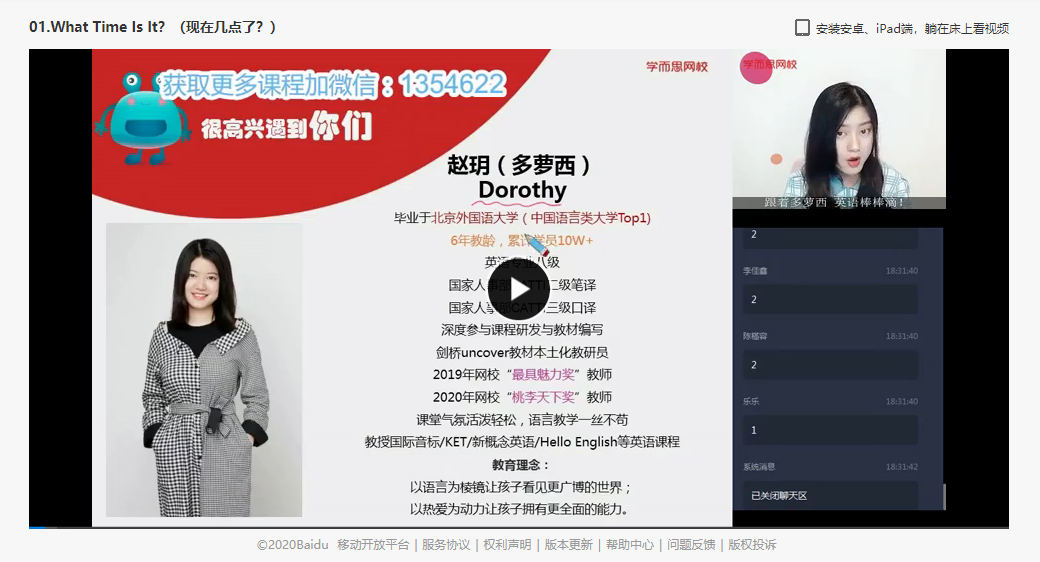 01.What Time Is It? （现在几点了？）
安装安卓、iPad端，躺在床上看视频
获取更多课程加微信：1354622
很高兴遇到你们
学而思网校
学而思网校
赵玥（多萝西）
Dorothy
毕业于北京外国语大学（中国语言类大学Top1）
6年教龄，累计学员10W+
英语专业八级
国家人事部CATTI二级笔译
国家人事部CATTI三级口译
深度参与课程研发与教材编写
剑桥uncover教材本土化教研员
2019年网校“最具魅力奖”教师
2020年网校“桃李天下奖”教师
课堂气氛活泼轻松，语言教学一丝不苟
教授国际音标/KET/新概念英语/Hello English等英语课程
教育理念：
以语言为棱镜让孩子看见更广博的世界；
以热爱为动力让孩子拥有更全面的能力。
跟着多萝西 英语棒棒滴！
2
李佳鑫 18:31:40
2
陈槿容 18:31:40
2
乐乐 18:31:40
1
系统消息 18:31:42
已关闭聊天区
©2020Baidu 移动开放平台 | 服务协议 | 权利声明 | 版本更新 | 帮助中心 | 问题反馈 | 版权投诉